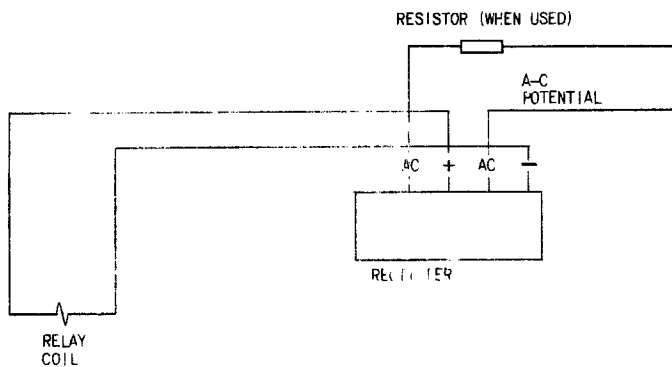 RESISTOR (WHEN USED)
A-C
POTENTIAL
AC + AC −
RELAY
COIL